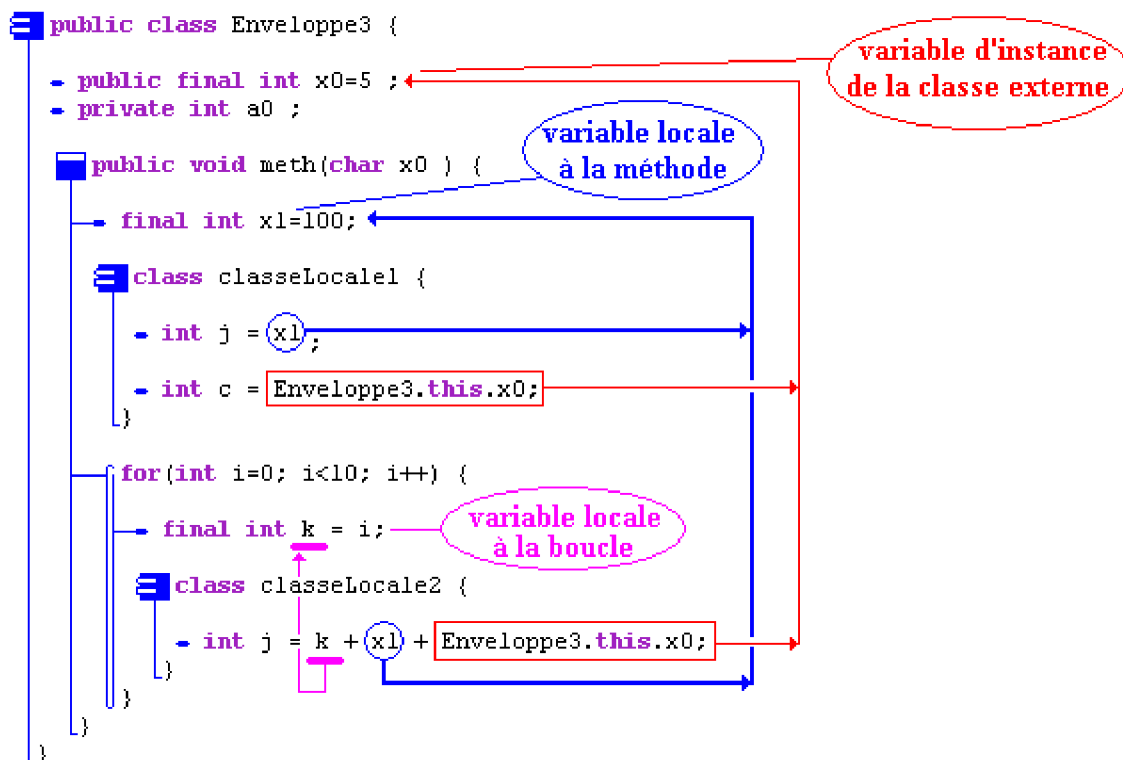 public class Enveloppe3 {
variable d'instance
de la classe externe
public final int x0=5 ;
private int a0 ;
variable locale
à la méthode
public void meth(char x0 ) {
final int x1=100;
class classeLocale1 {
int j = x1 ;
int c = Enveloppe3.this.x0;
}
for(int i=0; i<10; i++) {
variable locale
à la boucle
final int k = i;
class classeLocale2 {
int j = k + x1 + Enveloppe3.this.x0;
}
}
}
}